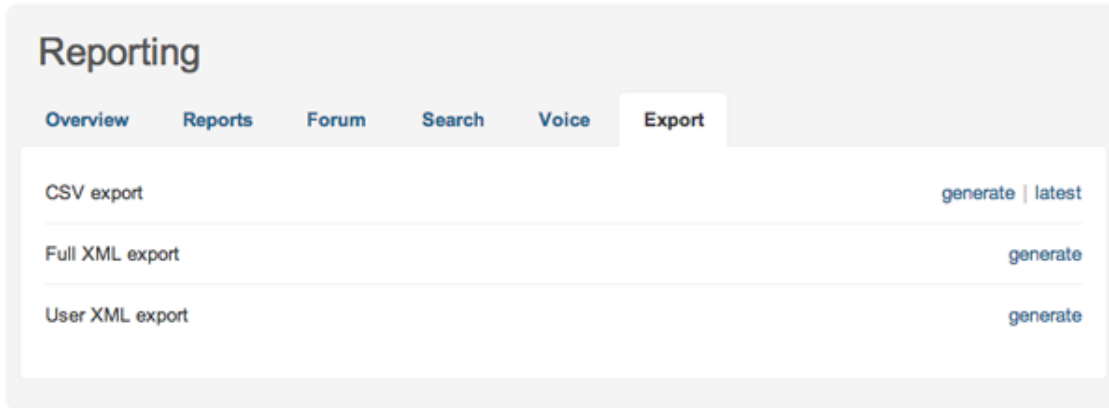 Reporting
Overview Reports Forum Search Voice Export
CSV export generate | latest
Full XML export generate
User XML export generate